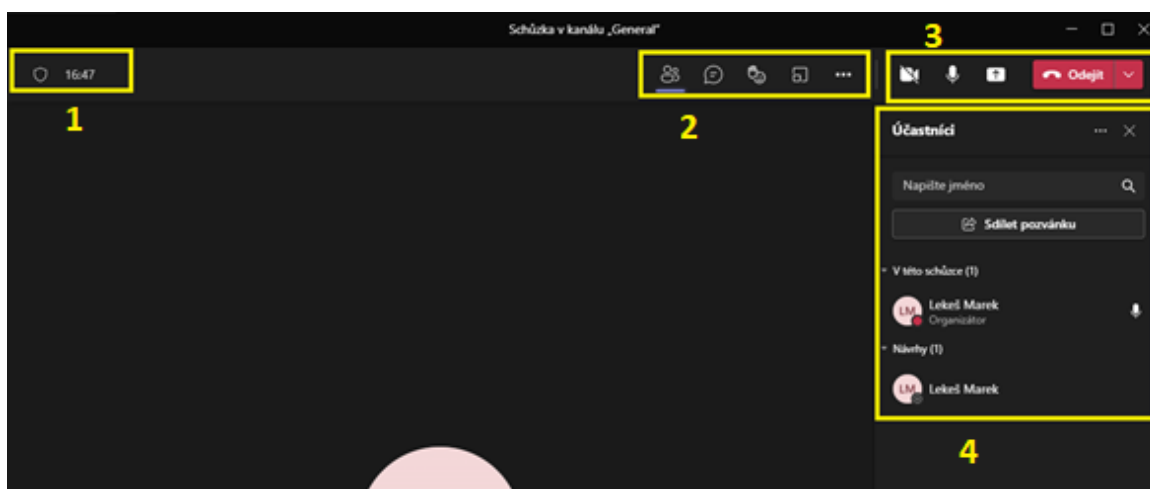 Schůzka v kanálu „General"
3
16:47
Odejít
1
2
Účastníci
Napište jméno
Sdílet pozvánku
V této schůzce (1)
LM
Lekeš Marek
Organizátor
Návrhy (1)
LM
Lekeš Marek
4